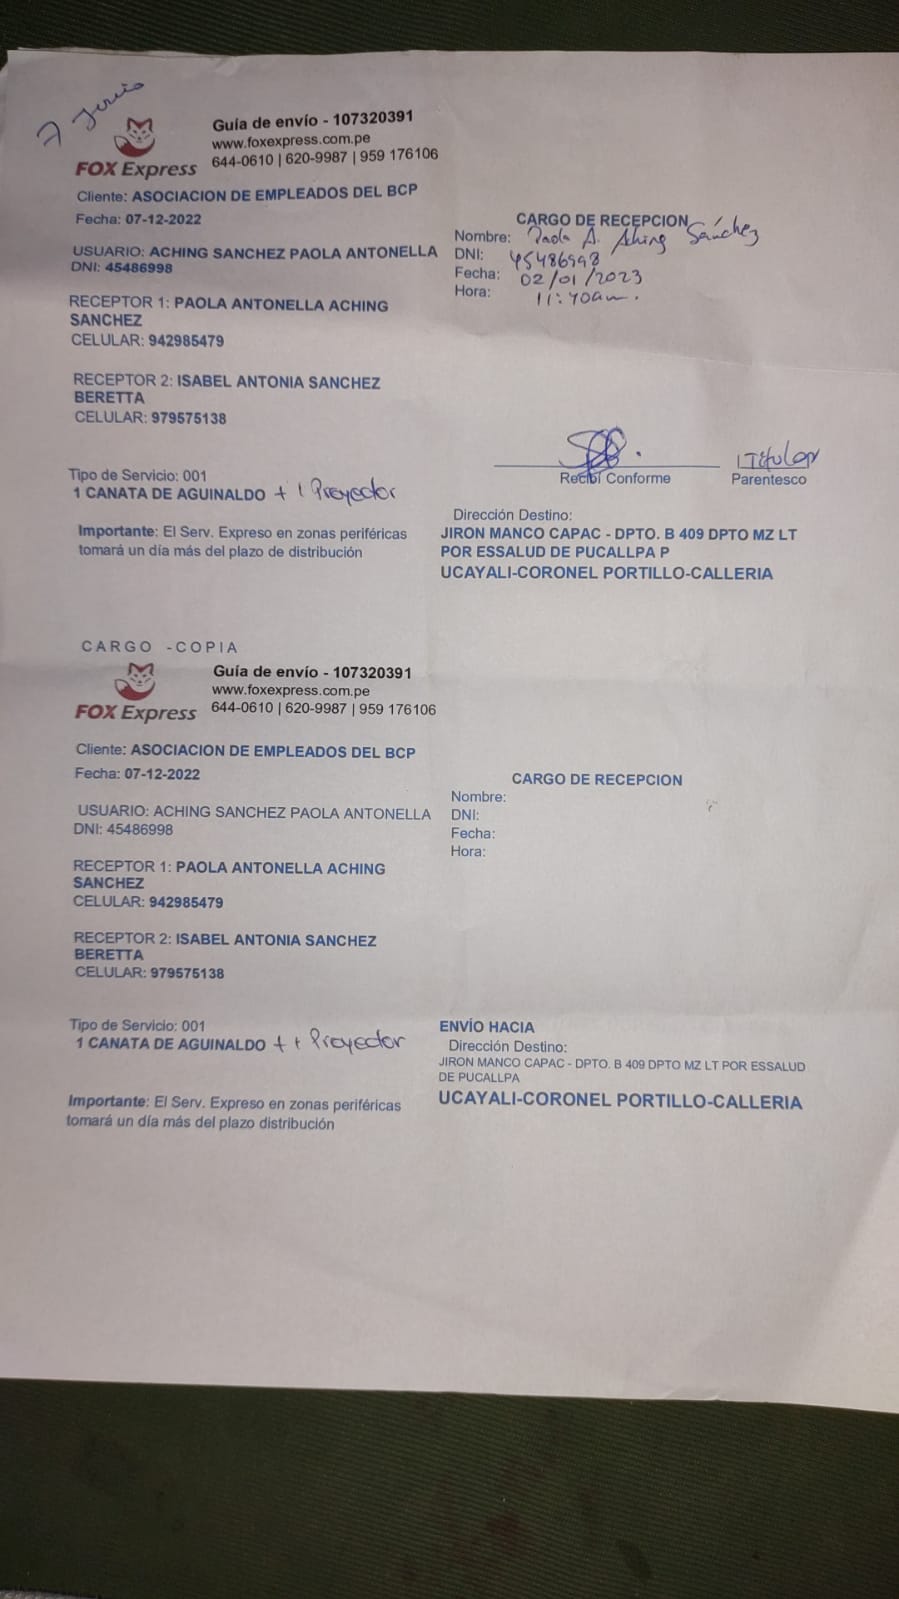 7 Junio
FOX Express
Guía de envío - 107320391
www.foxexpress.com.pe
644-0610 | 620-9987 | 959 176106
Cliente: ASOCIACION DE EMPLEADOS DEL BCP
Fecha: 07-12-2022
USUARIO: ACHING SANCHEZ PAOLA ANTONELLA
DNI: 45486998
RECEPTOR 1: PAOLA ANTONELLA ACHING
SANCHEZ
CELULAR: 942985479
RECEPTOR 2: ISABEL ANTONIA SANCHEZ
BERETTA
CELULAR: 979575138
CARGO DE RECEPCION
Nombre: Paola A. Aching Sánchez
DNI: 45486998
Fecha: 02/01/2023
Hora: 11:40am.
Recibí Conforme
Titular
Parentesco
Tipo de Servicio: 001
1 CANATA DE AGUINALDO + 1 Proyector
Importante: El Serv. Expreso en zonas periféricas
tomará un día más del plazo de distribución
Dirección Destino:
JIRON MANCO CAPAC - DPTO. B 409 DPTO MZ LT
POR ESSALUD DE PUCALLPA P
UCAYALI-CORONEL PORTILLO-CALLERIA
CARGO -COPIA
FOX Express
Guía de envío - 107320391
www.foxexpress.com.pe
644-0610 | 620-9987 | 959 176106
Cliente: ASOCIACION DE EMPLEADOS DEL BCP
Fecha: 07-12-2022
USUARIO: ACHING SANCHEZ PAOLA ANTONELLA
DNI: 45486998
RECEPTOR 1: PAOLA ANTONELLA ACHING
SANCHEZ
CELULAR: 942985479
RECEPTOR 2: ISABEL ANTONIA SANCHEZ
BERETTA
CELULAR: 979575138
CARGO DE RECEPCION
Nombre:
DNI:
Fecha:
Hora:
Tipo de Servicio: 001
1 CANATA DE AGUINALDO + 1 Proyector
Importante: El Serv. Expreso en zonas periféricas
tomará un día más del plazo distribución
ENVÍO HACIA
Dirección Destino:
JIRON MANCO CAPAC - DPTO. B 409 DPTO MZ LT POR ESSALUD
DE PUCALLPA
UCAYALI-CORONEL PORTILLO-CALLERIA